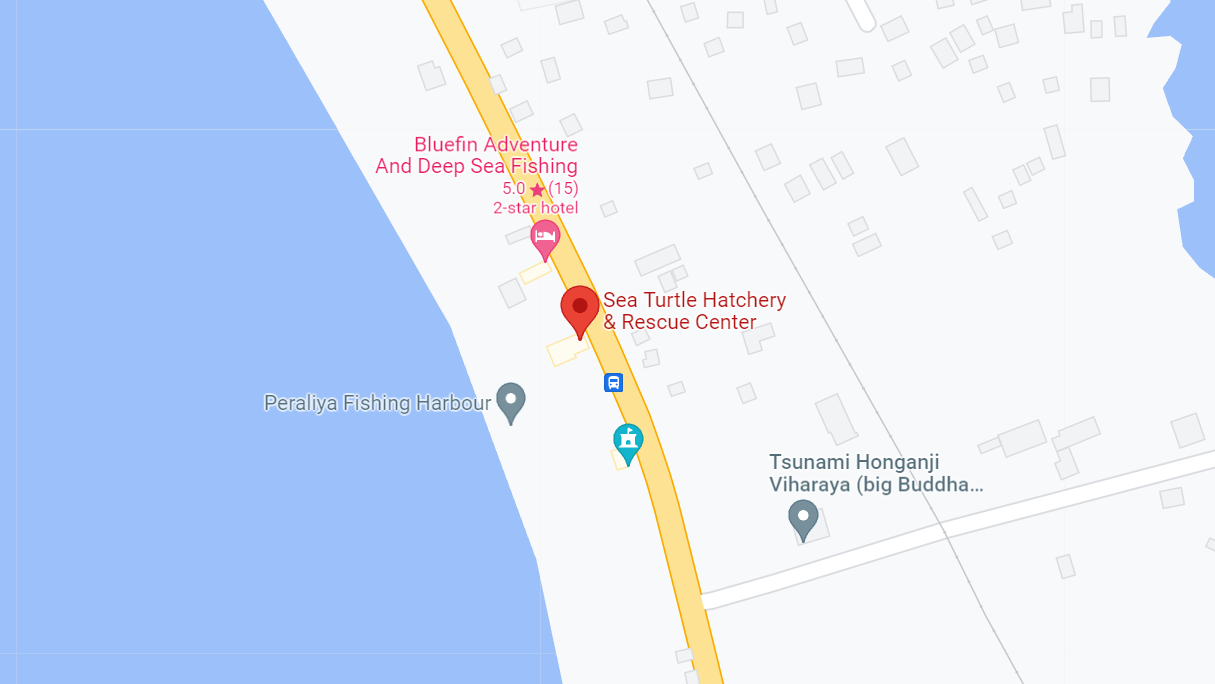 Bluefin Adventure
And Deep Sea Fishing
5.0 ★ (15)
2-star hotel
Sea Turtle Hatchery
& Rescue Center
Peraliya Fishing Harbour
Tsunami Honganji
Viharaya (big Buddha...